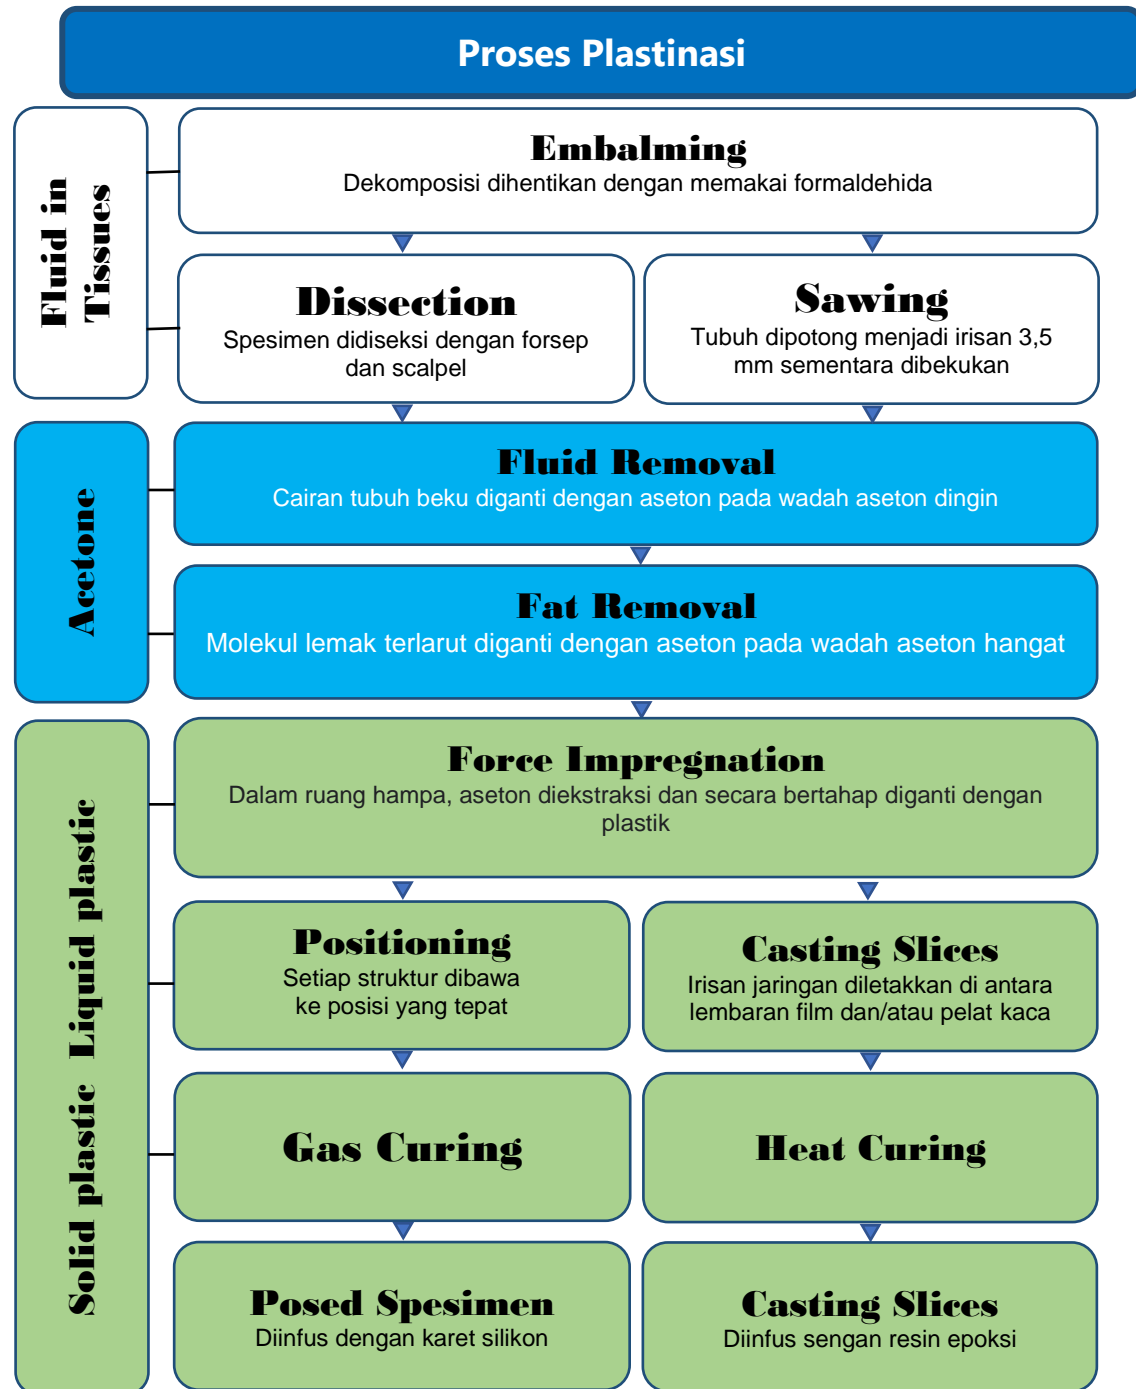 Proses Plastinasi
Fluid in
Tissues
Embalming
Dekomposisi dihentikan dengan memakai formaldehida
Dissection
Spesimen didiseksi dengan forsep
dan scalpel
Sawing
Tubuh dipotong menjadi irisan 3,5
mm sementara dibekukan
Acetone
Fluid Removal
Cairan tubuh beku diganti dengan aseton pada wadah aseton dingin
Fat Removal
Molekul lemak terlarut diganti dengan aseton pada wadah aseton hangat
Solid plastic Liquid plastic
Force Impregnation
Dalam ruang hampa, aseton diekstraksi dan secara bertahap diganti dengan
plastik
Positioning
Setiap struktur dibawa
ke posisi yang tepat
Casting Slices
Irisan jaringan diletakkan di antara
lembaran film dan/atau pelat kaca
Gas Curing
Heat Curing
Posed Spesimen
Diinfus dengan karet silikon
Casting Slices
Diinfus sengan resin epoksi